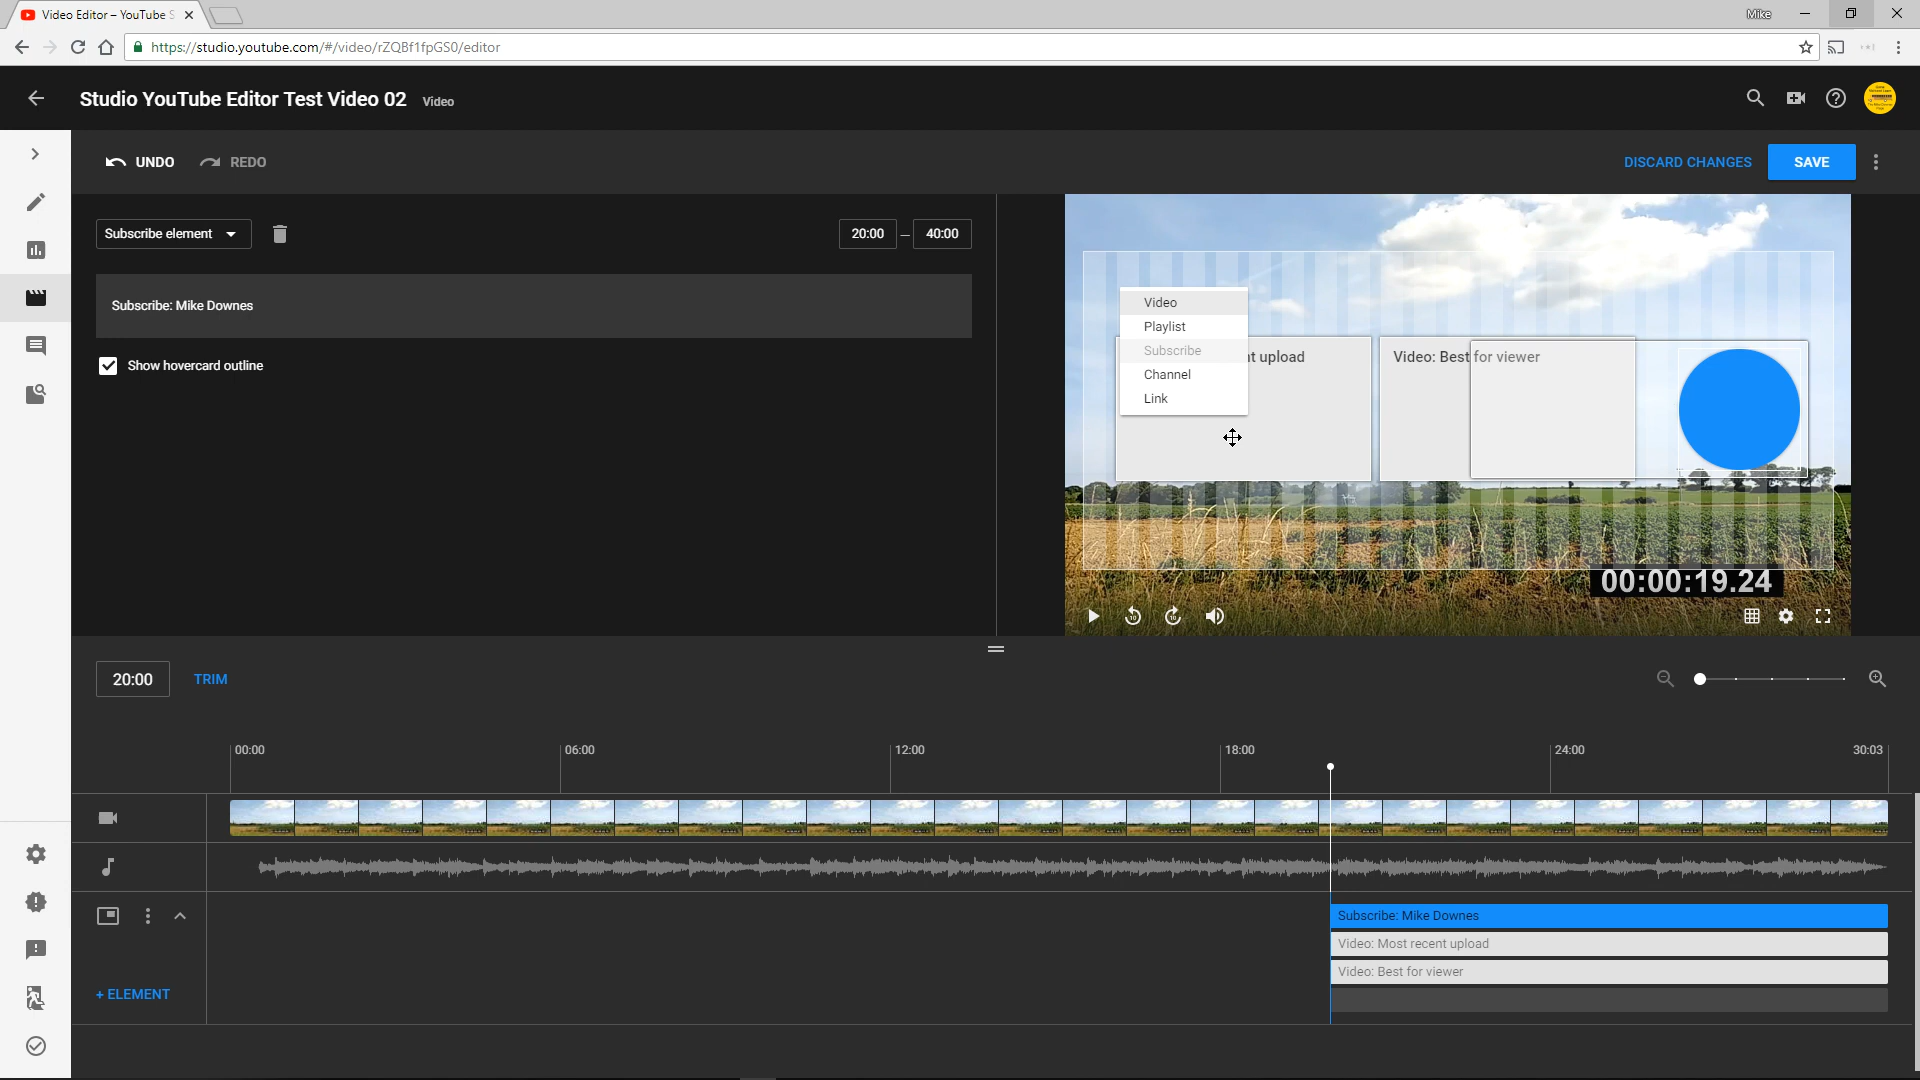 Video Editor – YouTube S
Mike
https://studio.youtube.com/#/video/rZQBf1fpGS0/editor
Studio YouTube Editor Test Video 02 Video
UNDO REDO
DISCARD CHANGES SAVE
Subscribe element
20:00 – 40:00
Subscribe: Mike Downes
Show hovercard outline
Video
Playlist
Subscribe
Channel
Link
t upload
Video: Best for viewer
00:00:19.24
10 10
20:00 TRIM
00:00 06:00 12:00 18:00 24:00 30:03
Subscribe: Mike Downes
Video: Most recent upload
Video: Best for viewer
+ ELEMENT